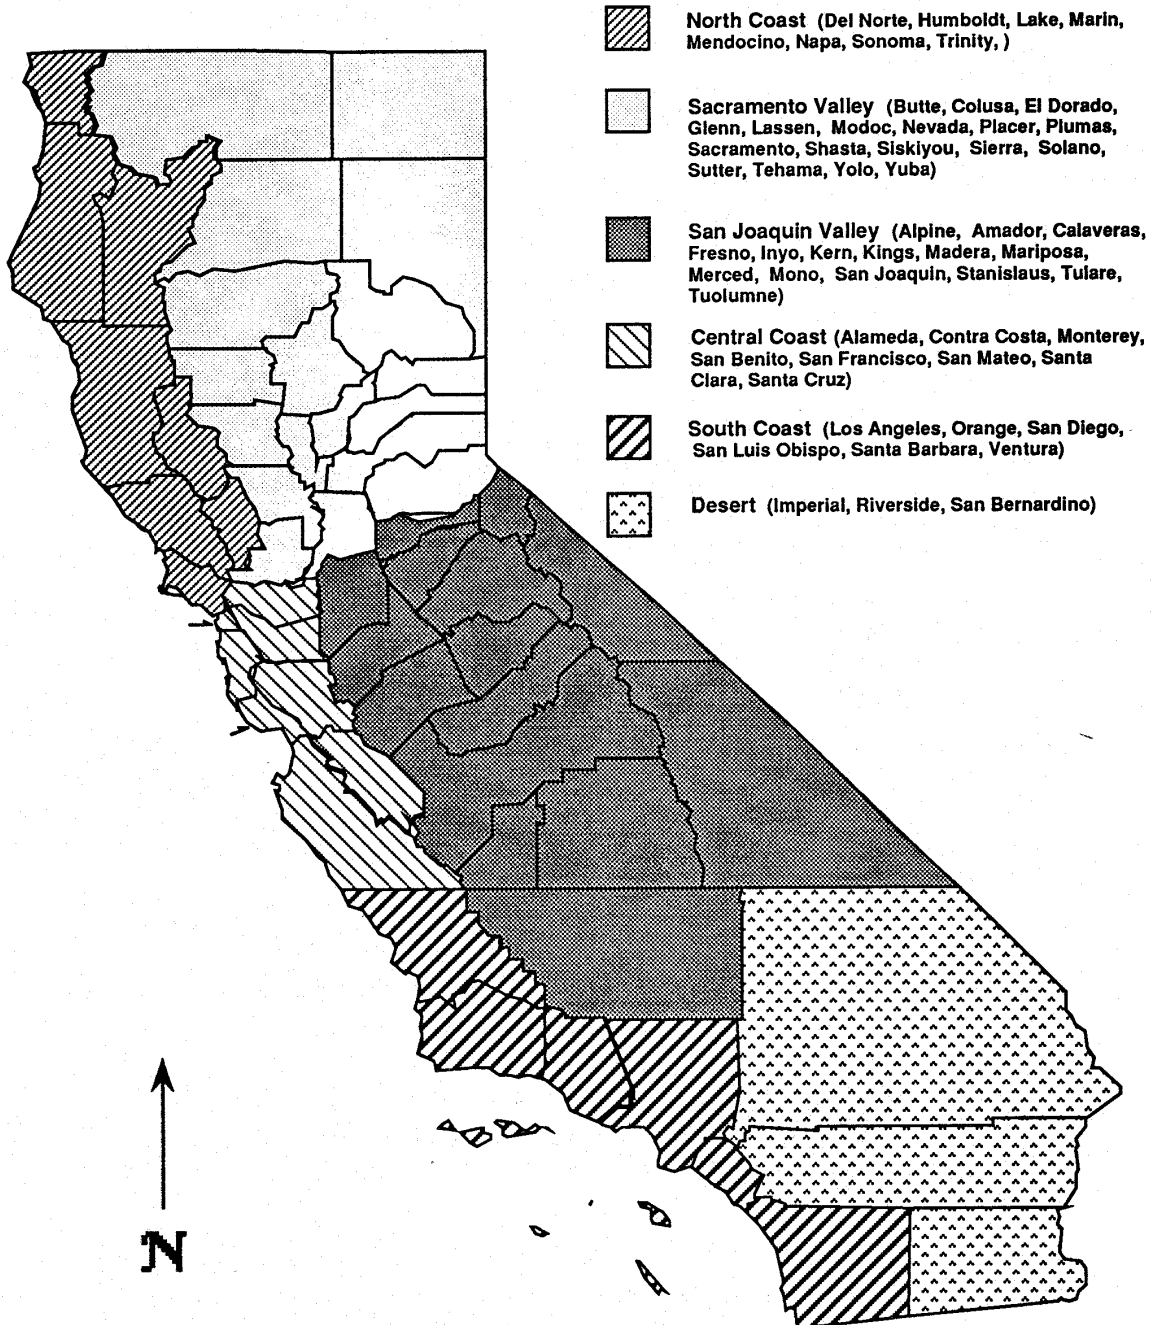 North Coast (Del Norte, Humboldt, Lake, Marin,
Mendocino, Napa, Sonoma, Trinity, )
Sacramento Valley (Butte, Colusa, El Dorado,
Glenn, Lassen, Modoc, Nevada, Placer, Plumas,
Sacramento, Shasta, Siskiyou, Sierra, Solano,
Sutter, Tehama, Yolo, Yuba)
San Joaquin Valley (Alpine, Amador, Calaveras,
Fresno, Inyo, Kern, Kings, Madera, Mariposa,
Merced, Mono, San Joaquin, Stanislaus, Tulare,
Tuolumne)
Central Coast (Alameda, Contra Costa, Monterey,
San Benito, San Francisco, San Mateo, Santa
Clara, Santa Cruz)
South Coast (Los Angeles, Orange, San Diego,
San Luis Obispo, Santa Barbara, Ventura)
Desert (Imperial, Riverside, San Bernardino)
N